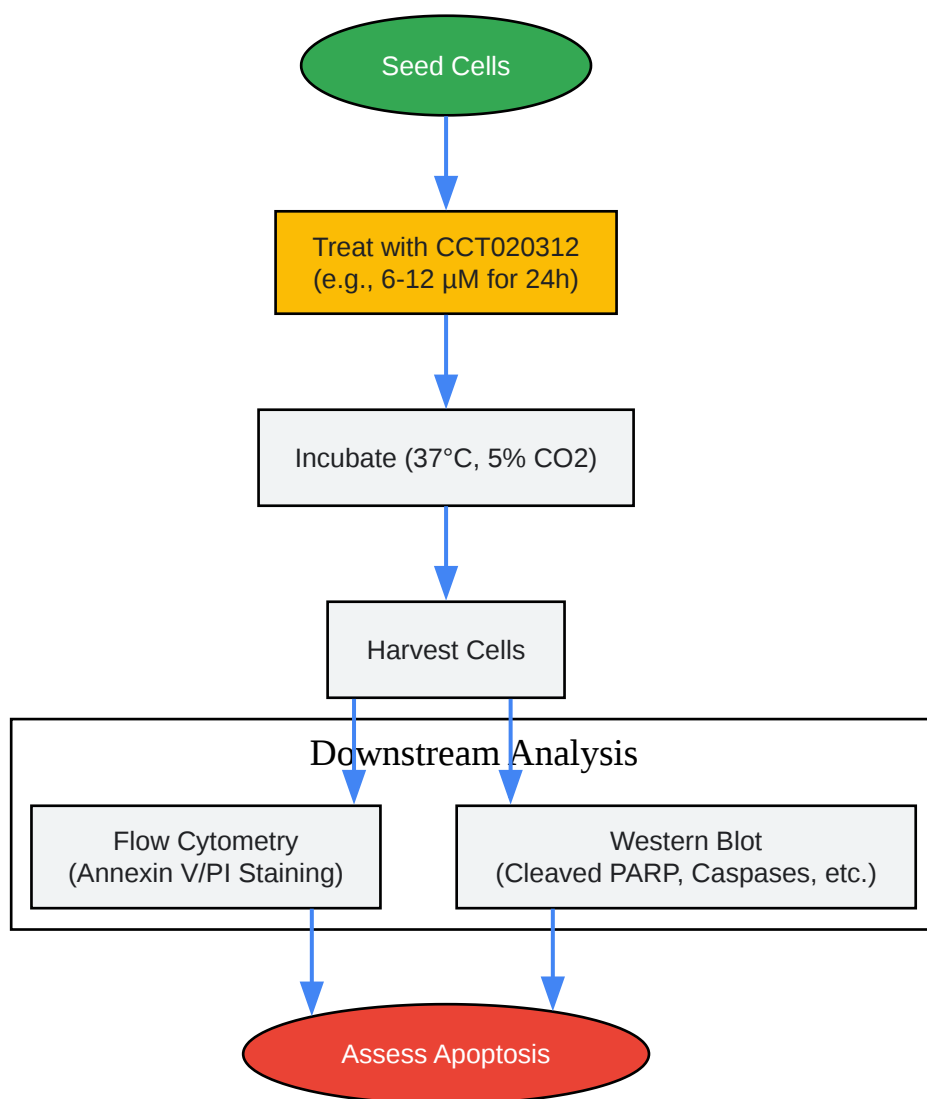 Seed Cells
Treat with CCT020312
(e.g., 6-12 µM for 24h)
Incubate (37°C, 5% CO2)
Harvest Cells
Downstream Analysis
Flow Cytometry
(Annexin V/PI Staining)
Western Blot
(Cleaved PARP, Caspases, etc.)
Assess Apoptosis